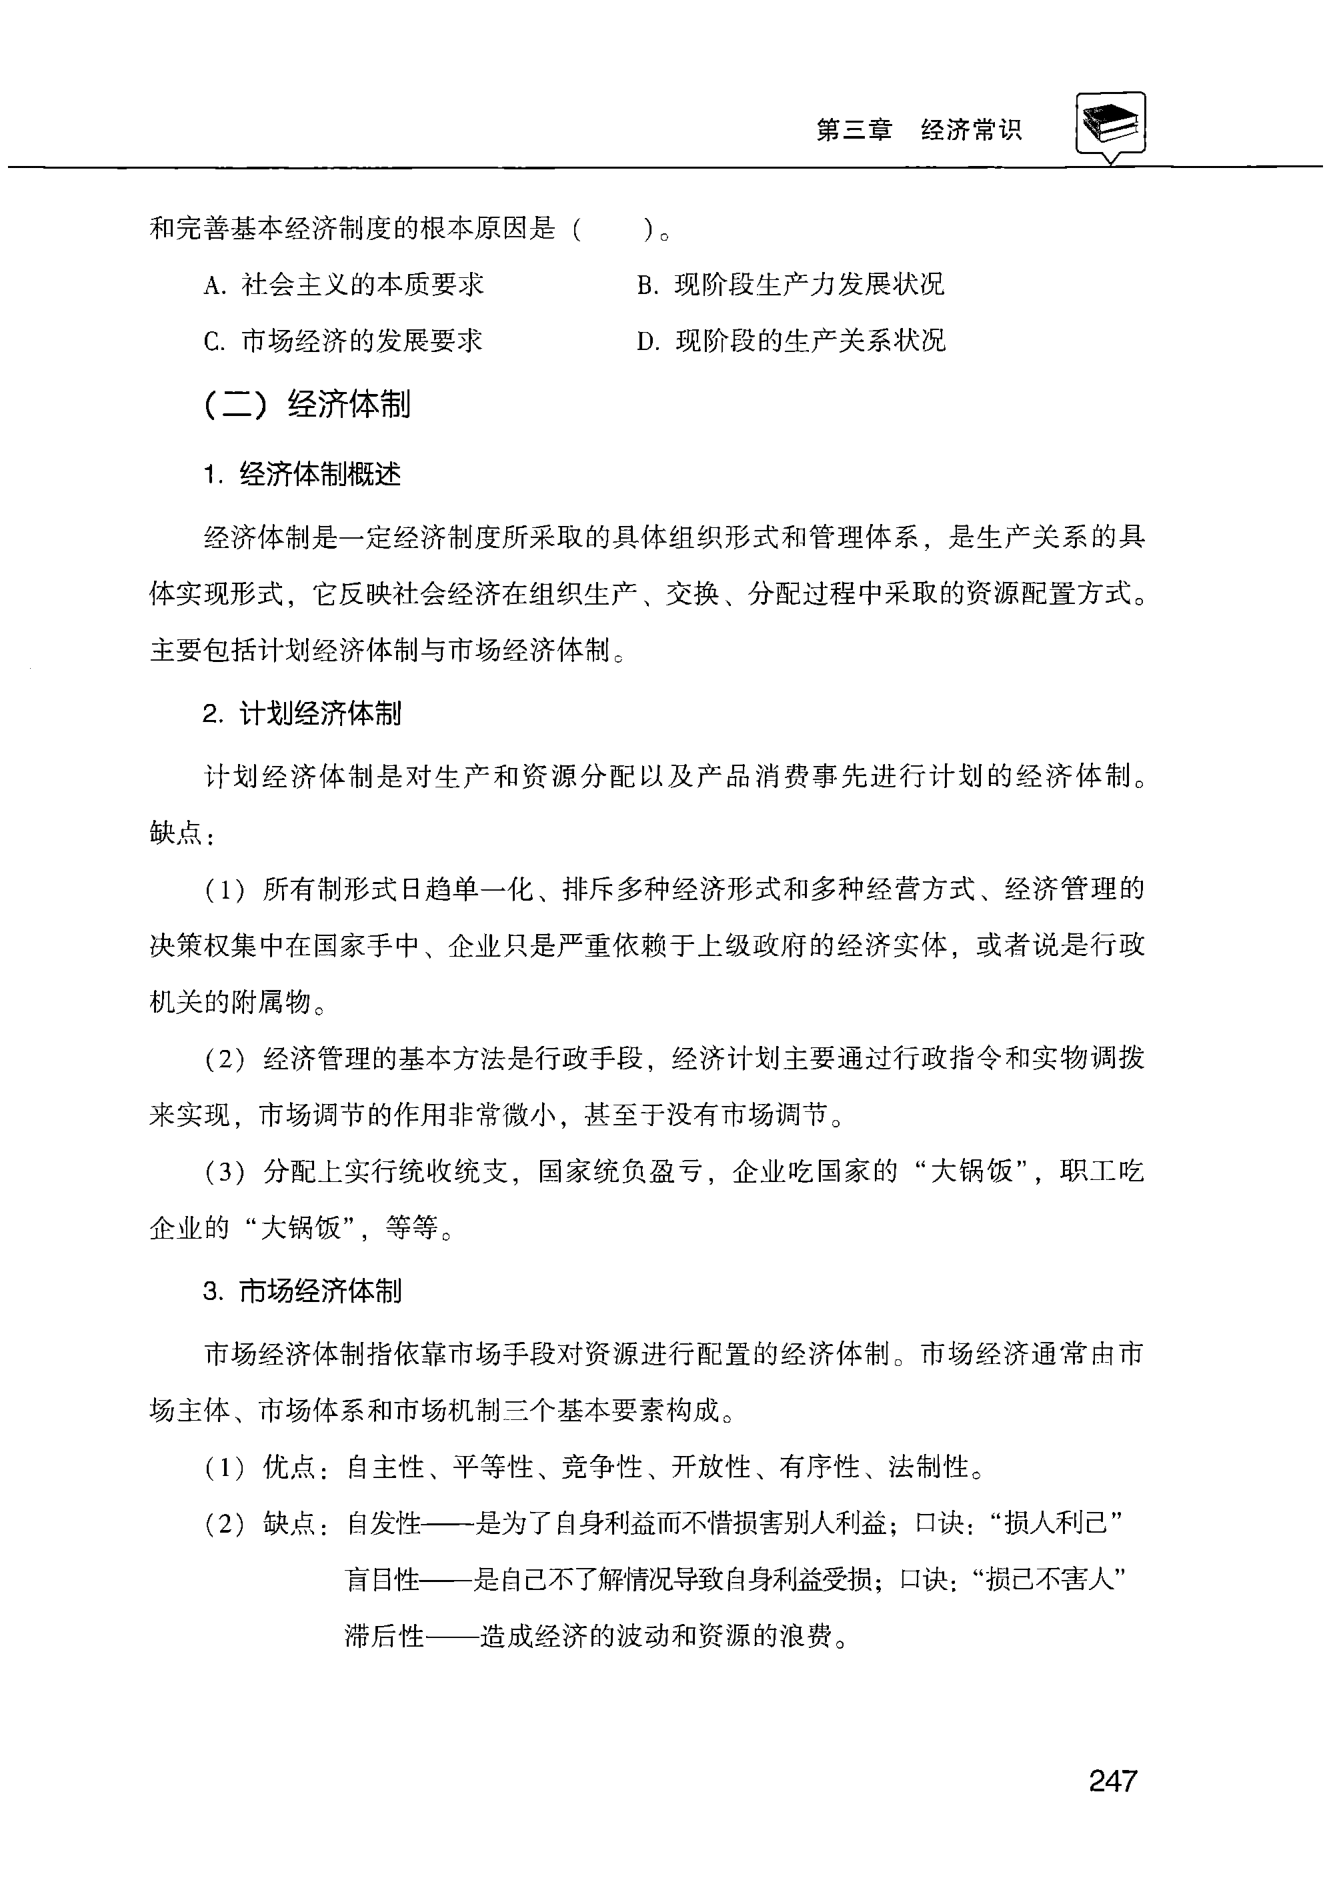 第三章 经济常识
和完善基本经济制度的根本原因是（  ）。
A. 社会主义的本质要求 B. 现阶段生产力发展状况
C. 市场经济的发展要求 D. 现阶段的生产关系状况
（二）经济体制
1. 经济体制概述
经济体制是一定经济制度所采取的具体组织形式和管理体系，是生产关系的具
体实现形式，它反映社会经济在组织生产、交换、分配过程中采取的资源配置方式。
主要包括计划经济体制与市场经济体制。
2. 计划经济体制
计划经济体制是对生产和资源分配以及产品消费事先进行计划的经济体制。
缺点：
（1）所有制形式日趋单一化、排斥多种经济形式和多种经营方式、经济管理的
决策权集中在国家手中、企业只是严重依赖于上级政府的经济实体，或者说是行政
机关的附属物。
（2）经济管理的基本方法是行政手段，经济计划主要通过行政指令和实物调拨
来实现，市场调节的作用非常微小，甚至于没有市场调节。
（3）分配上实行统收统支，国家统负盈亏，企业吃国家的“大锅饭”，职工吃
企业的“大锅饭”，等等。
3. 市场经济体制
市场经济体制指依靠市场手段对资源进行配置的经济体制。市场经济通常由市
场主体、市场体系和市场机制三个基本要素构成。
（1）优点：自主性、平等性、竞争性、开放性、有序性、法制性。
（2）缺点：自发性——是为了自身利益而不惜损害别人利益；口诀：“损人利己”
盲目性——是自己不了解情况导致自身利益受损；口诀：“损己不害人”
滞后性——造成经济的波动和资源的浪费。
247